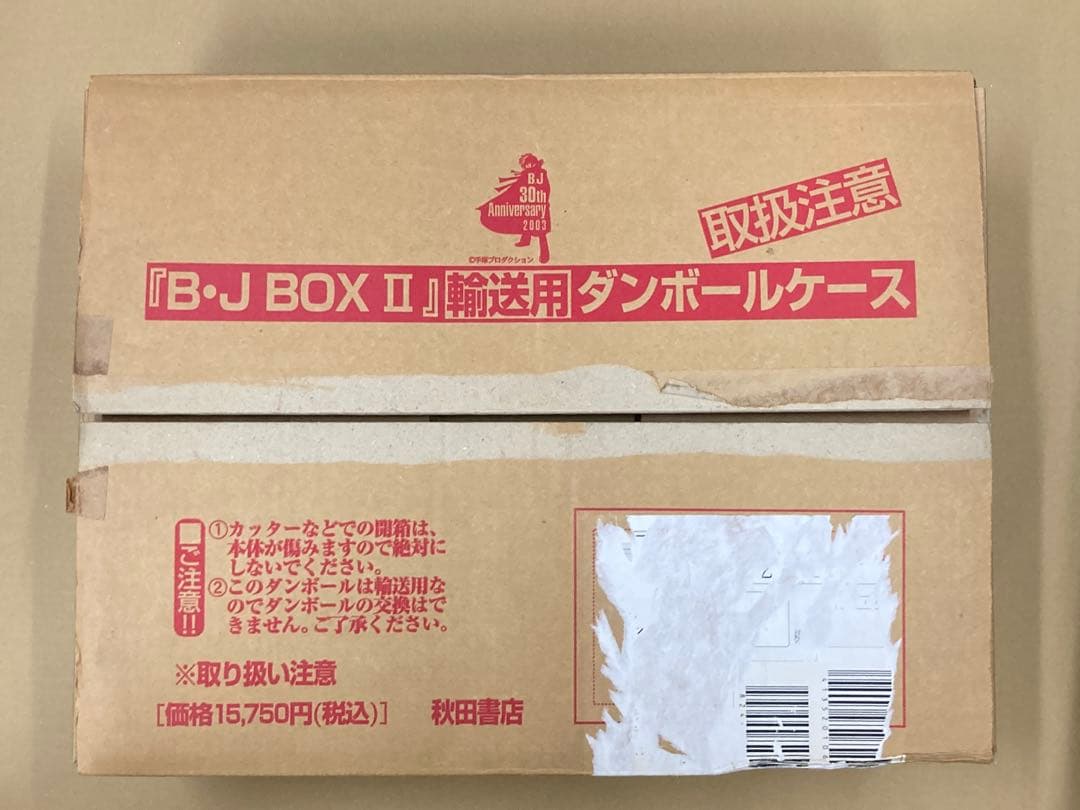 BJ
30th
Anniversary
2003
©手塚プロダクション
取扱注意
『B・J BOX Ⅱ』輸送用ダンボールケース
ご注意!!
①カッターなどでの開箱は、
本体が傷みますので絶対に
しないでください。
②このダンボールは輸送用な
のでダンボールの交換はで
きません。ご了承ください。
※取り扱い注意
[価格15,750円(税込)] 秋田書店